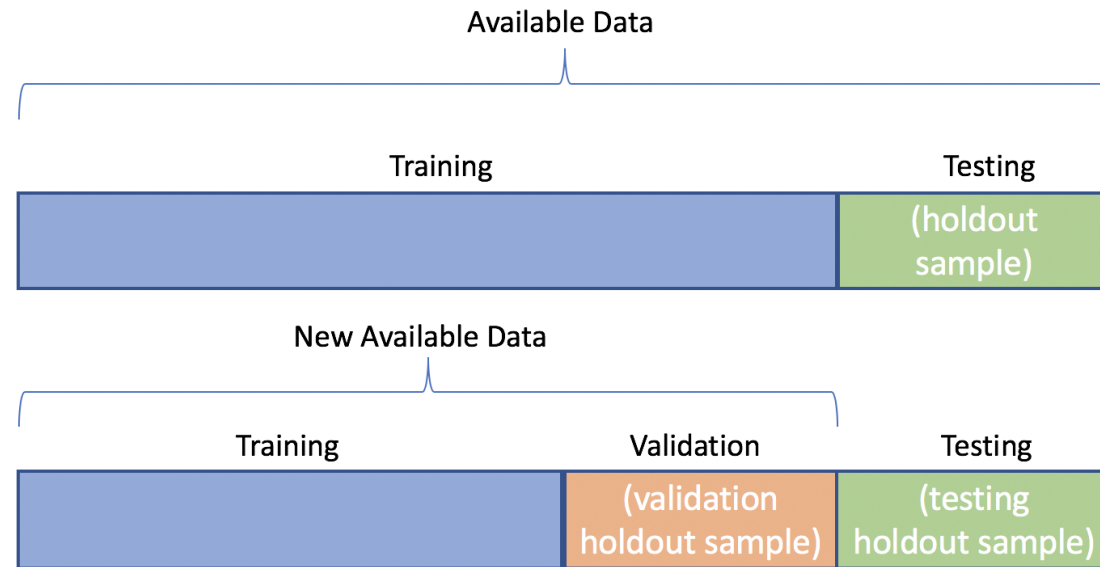 Available Data
Training
Testing
(holdout
sample)
New Available Data
Training
Validation
Testing
(validation
holdout sample)
(testing
holdout sample)